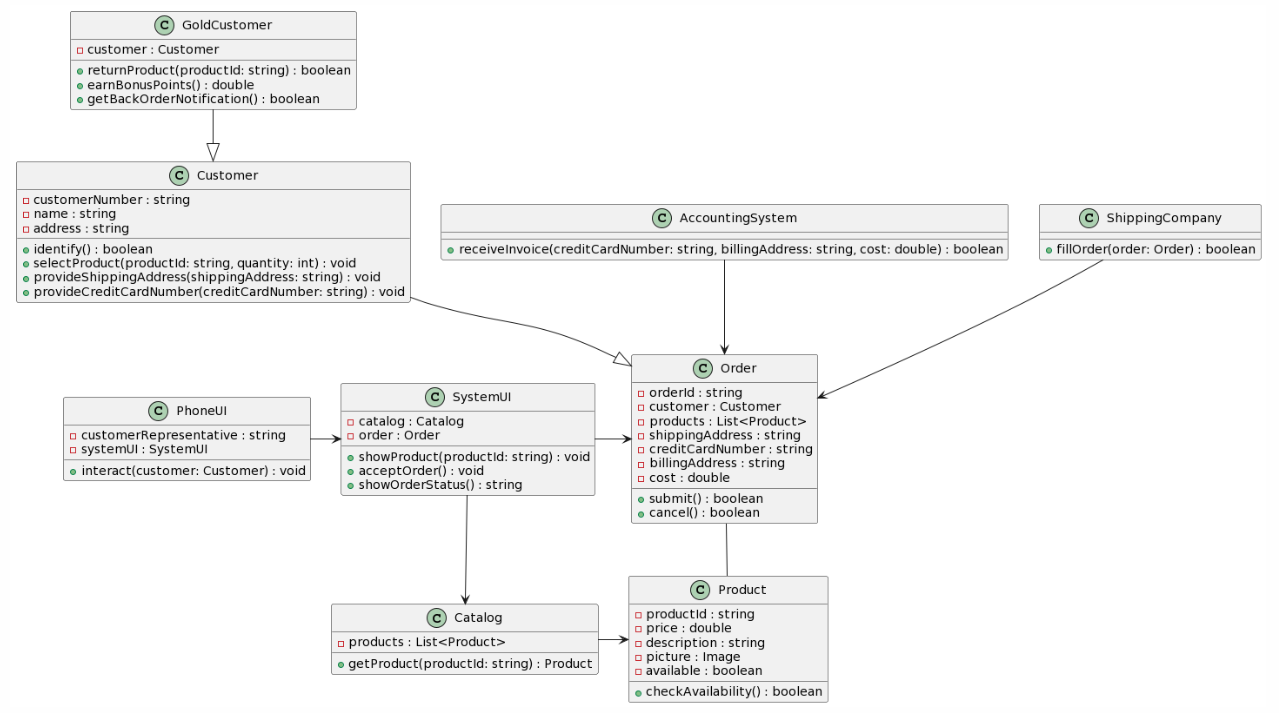 C GoldCustomer
customer : Customer
returnProduct(productId: string) : boolean
earnBonusPoints() : double
getBackOrderNotification() : boolean
C Customer
customerNumber : string
name : string
address : string
identify() : boolean
selectProduct(productId: string, quantity: int) : void
provideShippingAddress(shippingAddress: string) : void
provideCreditCardNumber(creditCardNumber: string) : void
C AccountingSystem
receiveInvoice(creditCardNumber: string, billingAddress: string, cost: double) : boolean
C ShippingCompany
fillOrder(order: Order) : boolean
C PhoneUI
customerRepresentative : string
systemUI : SystemUI
interact(customer: Customer) : void
C SystemUI
catalog : Catalog
order : Order
showProduct(productId: string) : void
acceptOrder() : void
showOrderStatus() : string
C Order
orderId : string
customer : Customer
products : List<Product>
shippingAddress : string
creditCardNumber : string
billingAddress : string
cost : double
submit() : boolean
cancel() : boolean
C Catalog
products : List<Product>
getProduct(productId: string) : Product
C Product
productId : string
price : double
description : string
picture : Image
available : boolean
checkAvailability() : boolean